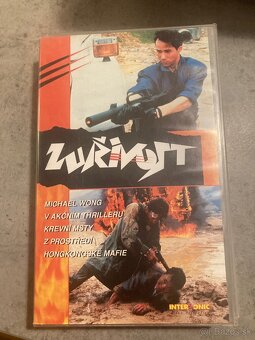 ZUŘIVOST
MICHAEL WONG
V AKČNÍM THRILLERU
KREVNÍ MSTY
Z PROSTŘEDÍ
HONGKONGSKÉ MAFIE
INTERSONIC